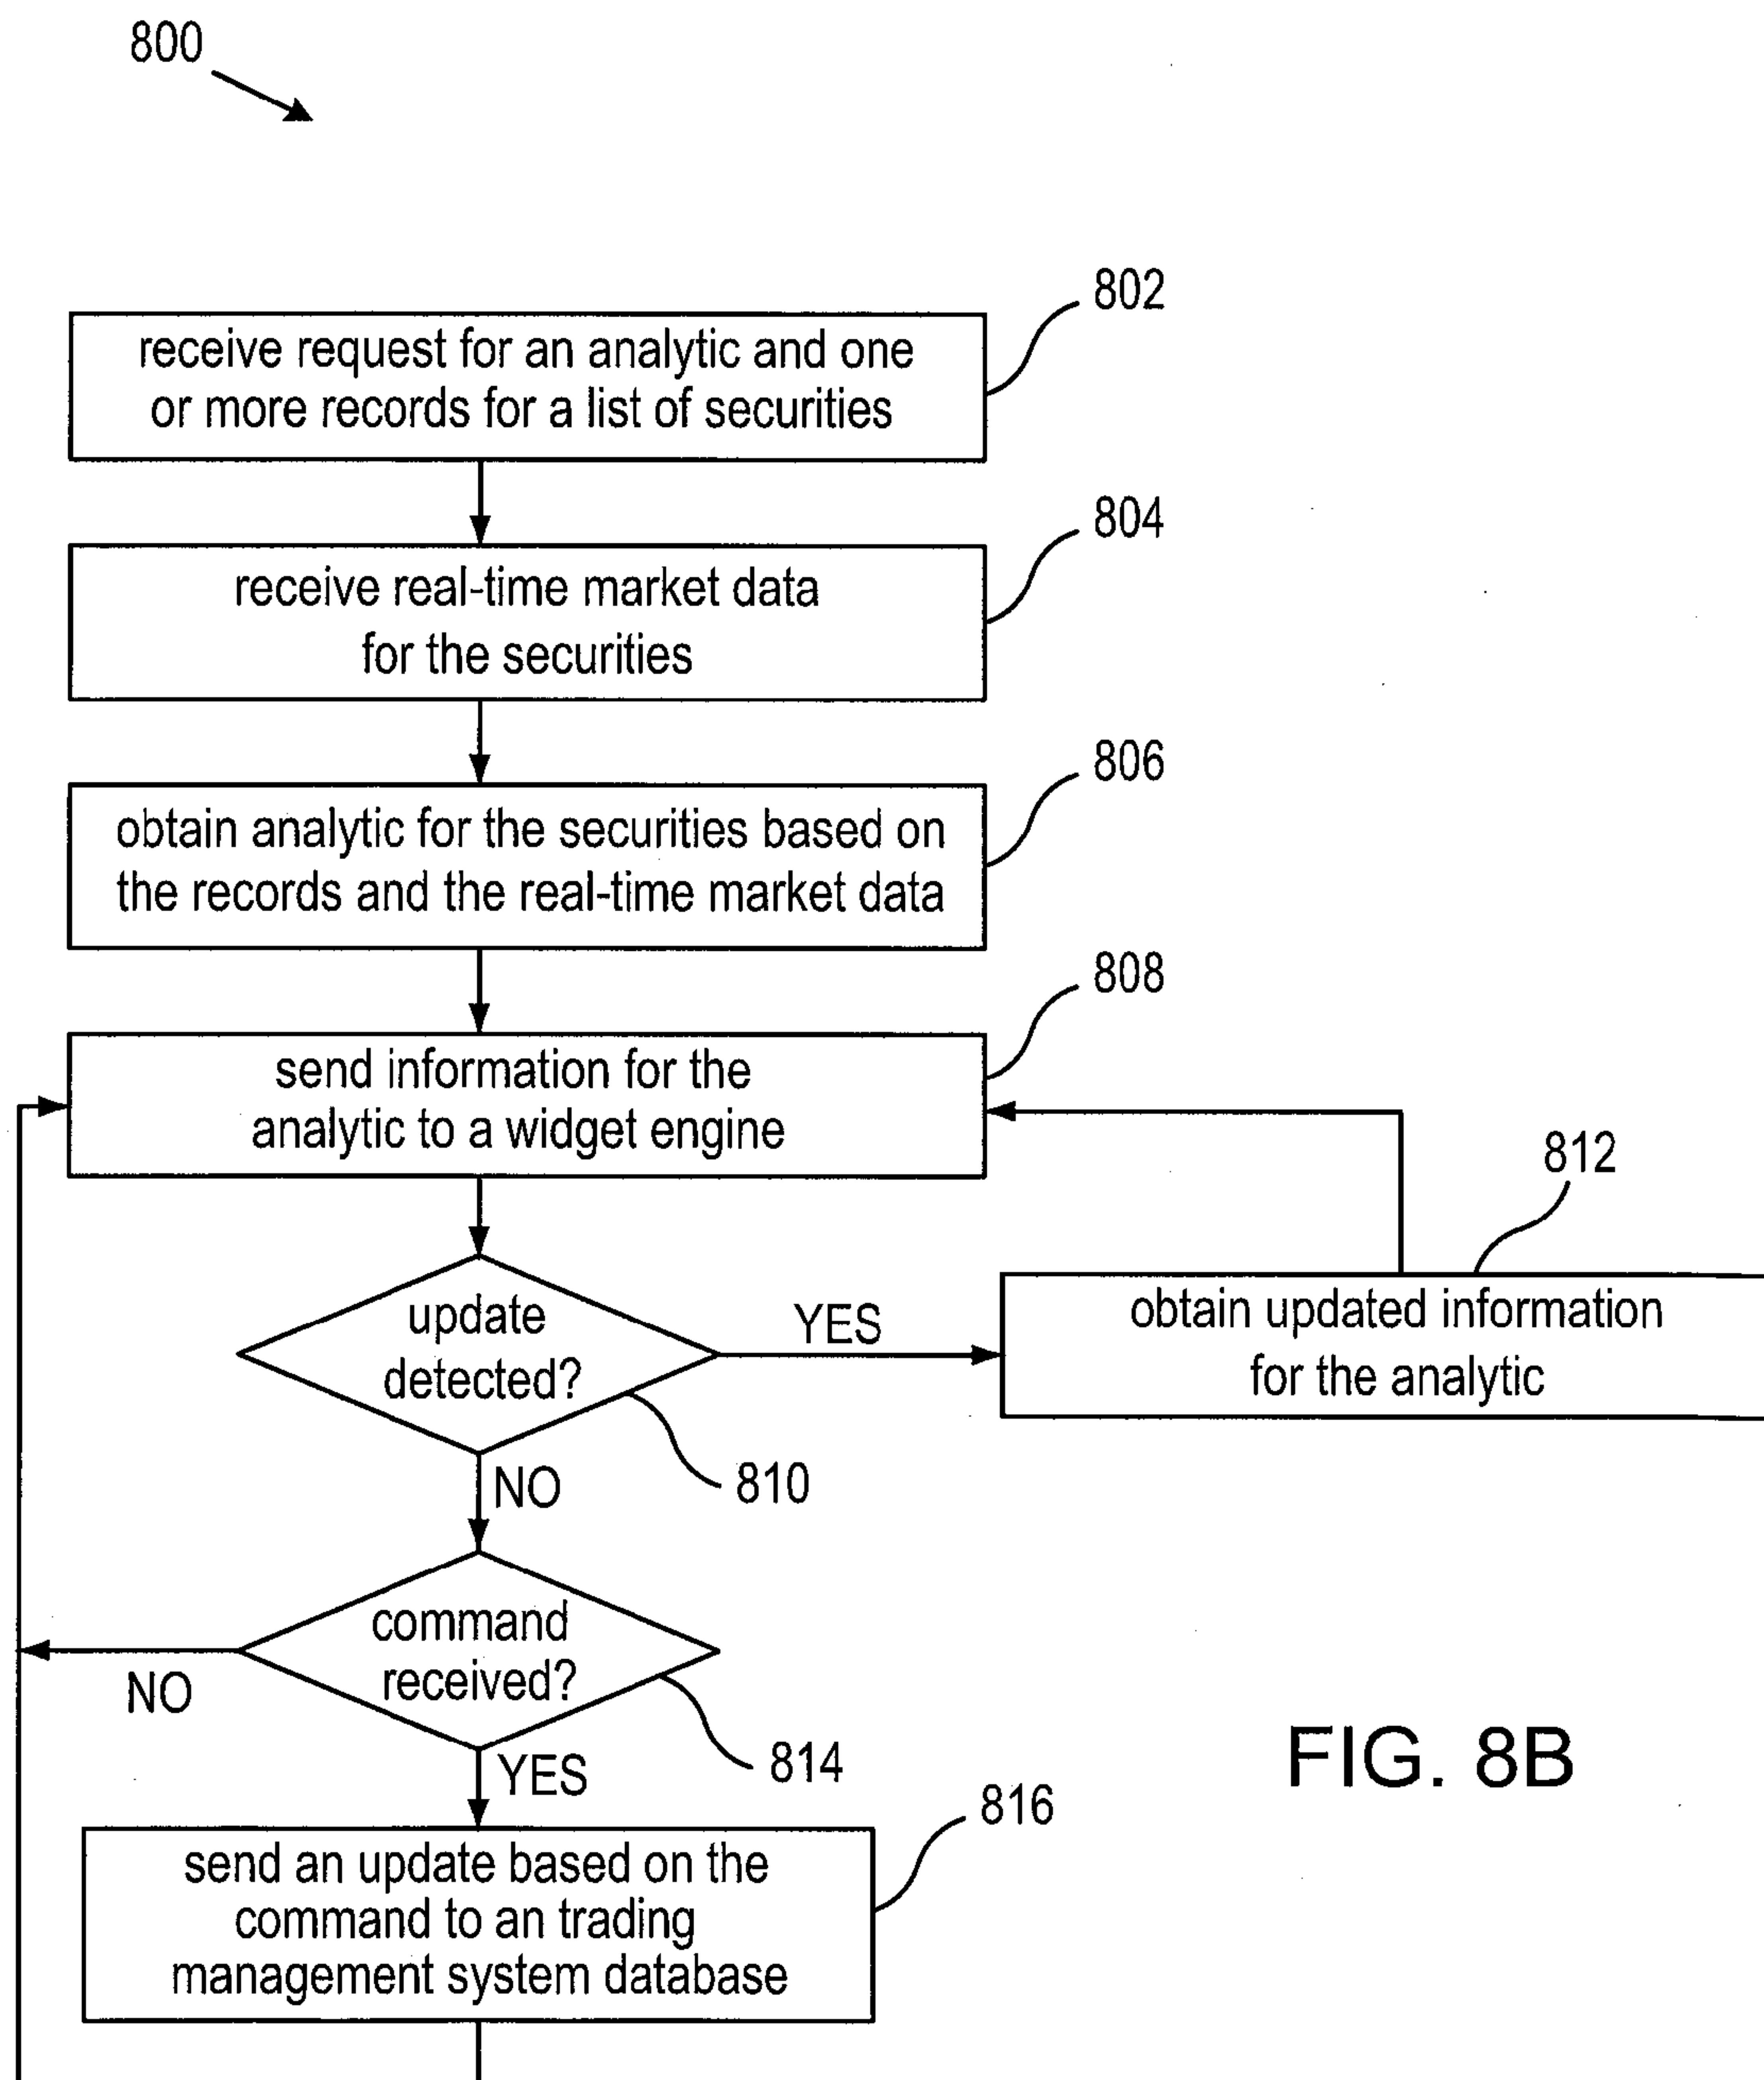 800
802
receive request for an analytic and one
or more records for a list of securities
804
receive real-time market data
for the securities
806
obtain analytic for the securities based on
the records and the real-time market data
808
send information for the
analytic to a widget engine
812
update
detected?
YES
obtain updated information
for the analytic
810
NO
command
received?
NO
814
YES
FIG. 8B
816
send an update based on the
command to an trading
management system database